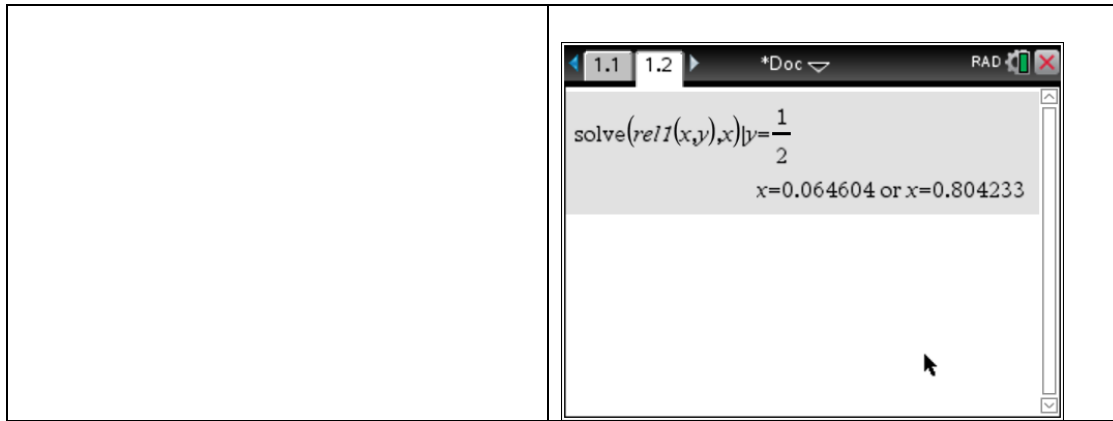 1.1 1.2 *Doc RAD
solve(rel1(x,y),x)|y=1/2
x=0.064604 or x=0.804233